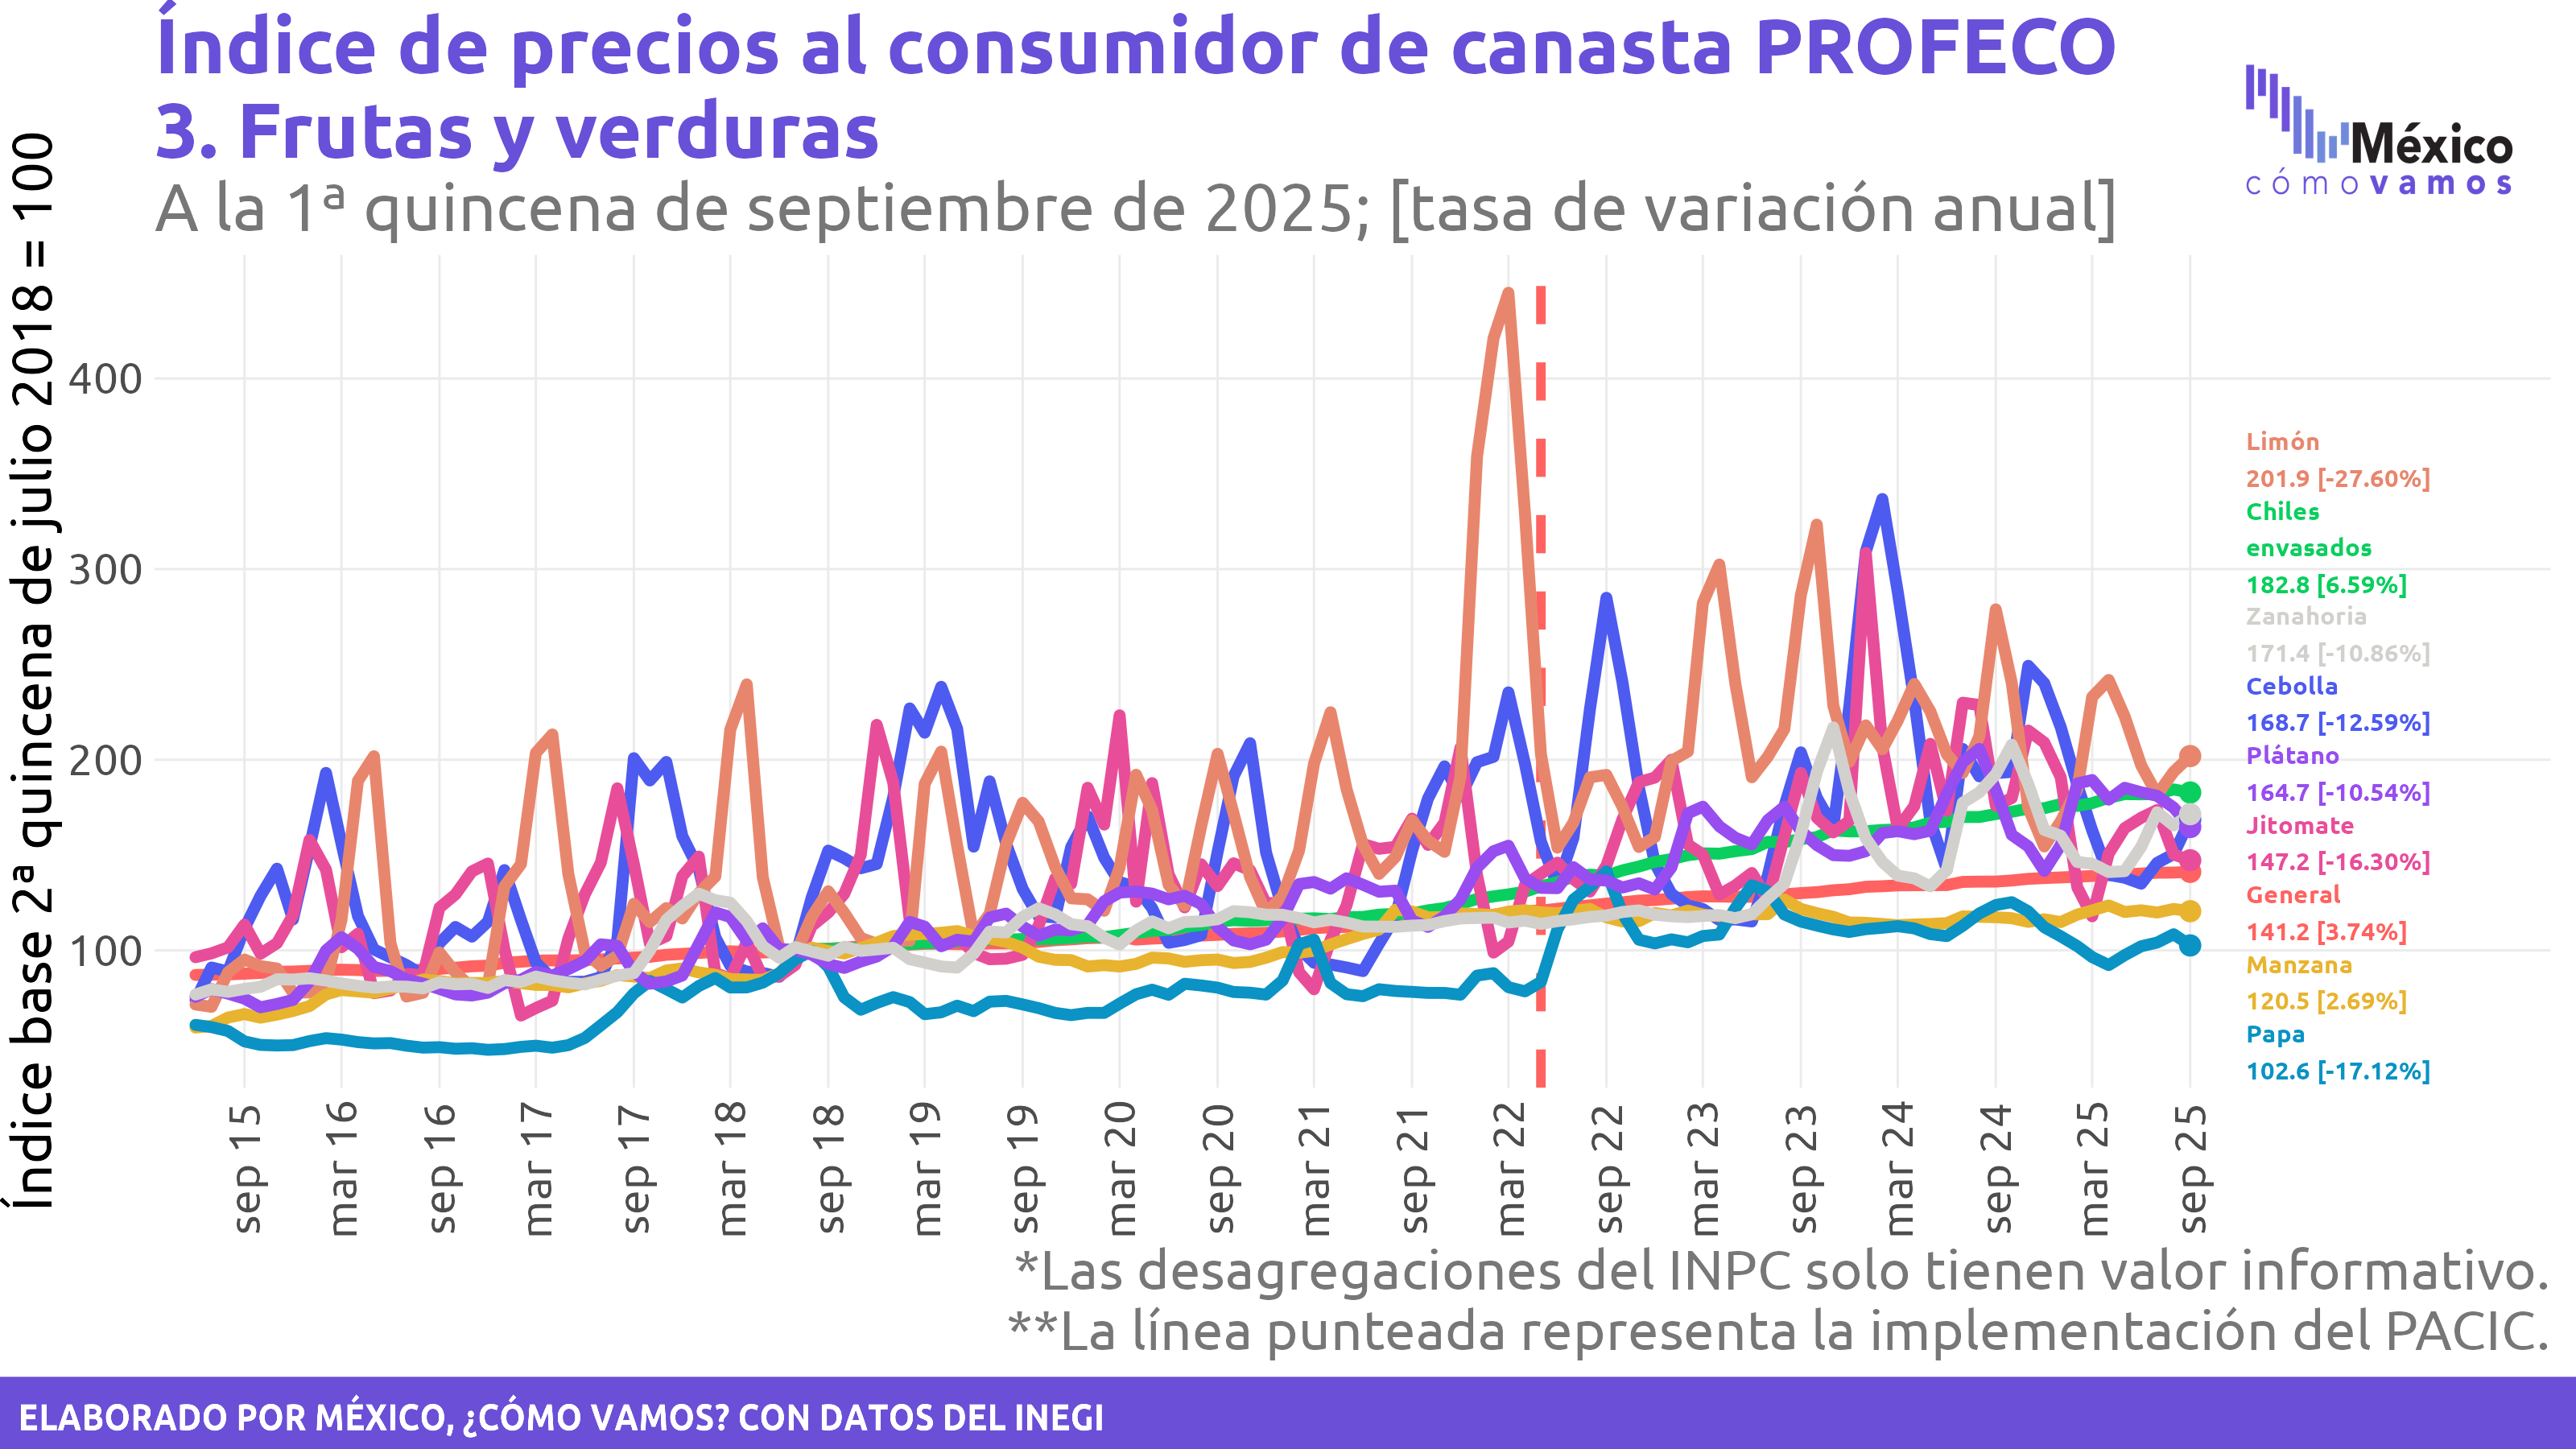 Índice de precios al consumidor de canasta PROFECO
3. Frutas y verduras
A la 1ª quincena de septiembre de 2025; [tasa de variación anual]
México
cómo vamos
Índice base 2ª quincena de julio 2018 = 100
400
300
200
100
Limón
201.9 [-27.60%]
Chiles
envasados
182.8 [6.59%]
Zanahoria
171.4 [-10.86%]
Cebolla
168.7 [-12.59%]
Plátano
164.7 [-10.54%]
Jitomate
147.2 [-16.30%]
General
141.2 [3.74%]
Manzana
120.5 [2.69%]
Papa
102.6 [-17.12%]
sep 15
mar 16
sep 16
mar 17
sep 17
mar 18
sep 18
mar 19
sep 19
mar 20
sep 20
mar 21
sep 21
mar 22
sep 22
mar 23
sep 23
mar 24
sep 24
mar 25
sep 25
*Las desagregaciones del INPC solo tienen valor informativo.
**La línea punteada representa la implementación del PACIC.
ELABORADO POR MÉXICO, ¿CÓMO VAMOS? CON DATOS DEL INEGI